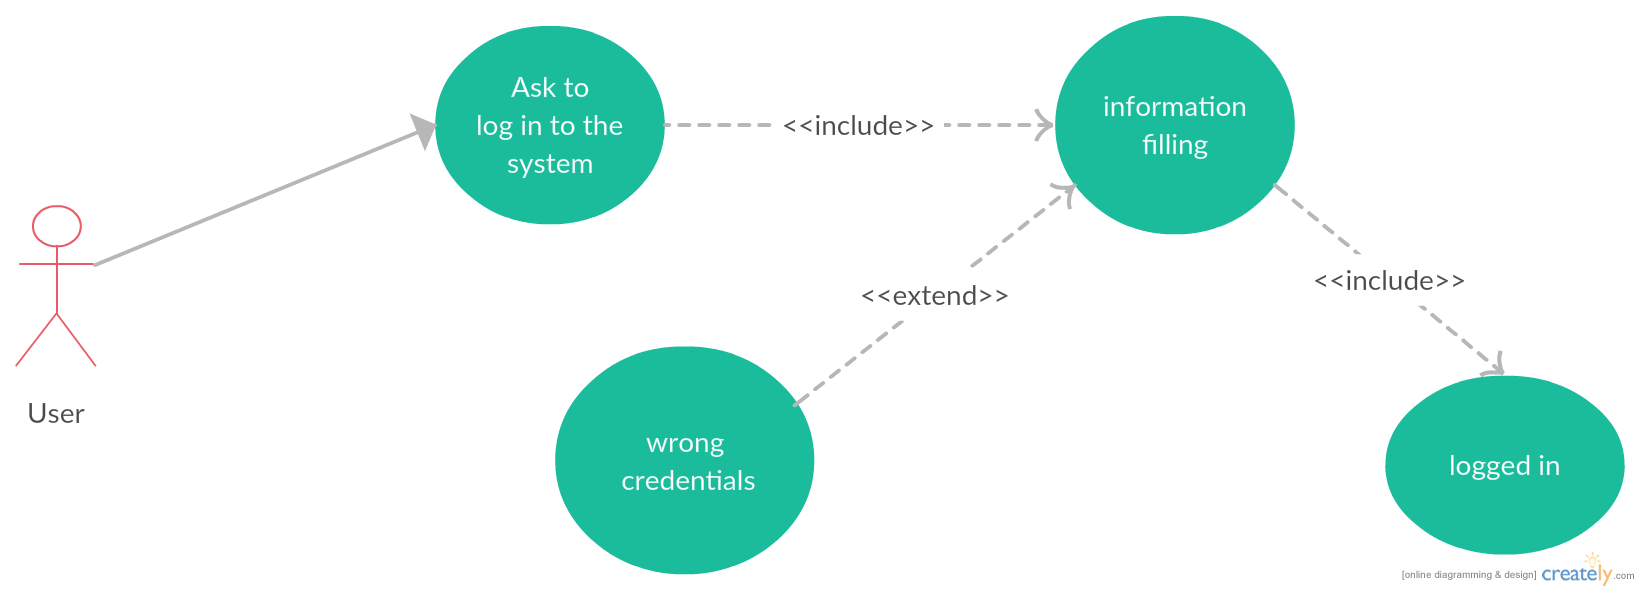 Ask to
log in to the
system
<<include>>
information
filling
<<extend>>
<<include>>
User
wrong
credentials
logged in
[online diagramming & design] creately.com